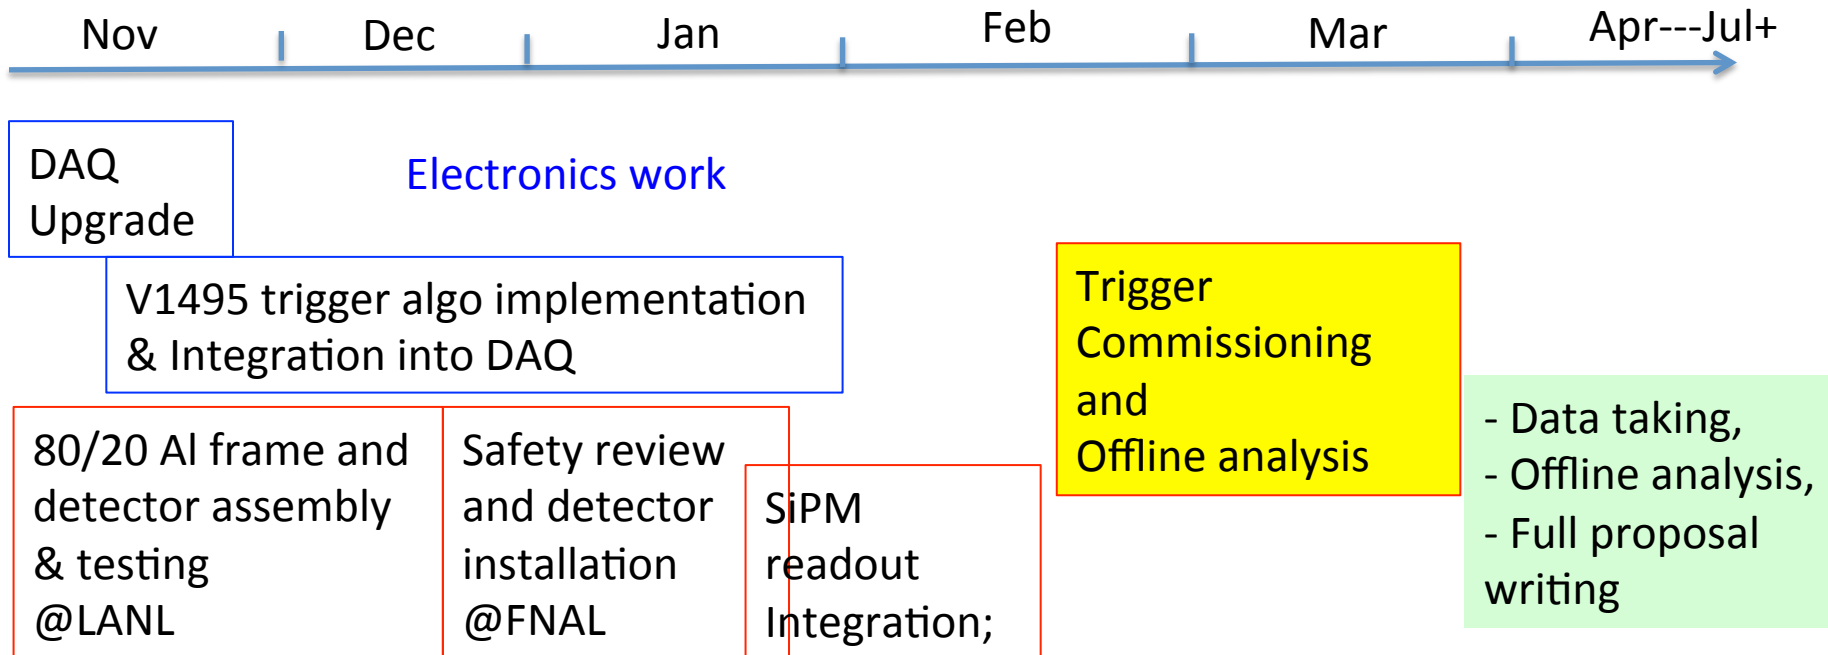 Nov Dec Jan Feb Mar Apr---Jul+
DAQ
Upgrade
Electronics work
V1495 trigger algo implementation
& Integration into DAQ
80/20 Al frame and
detector assembly
& testing
@LANL
Safety review
and detector
installation
@FNAL
SiPM
readout
Integration;
Trigger
Commissioning
and
Offline analysis
- Data taking,
- Offline analysis,
- Full proposal
writing